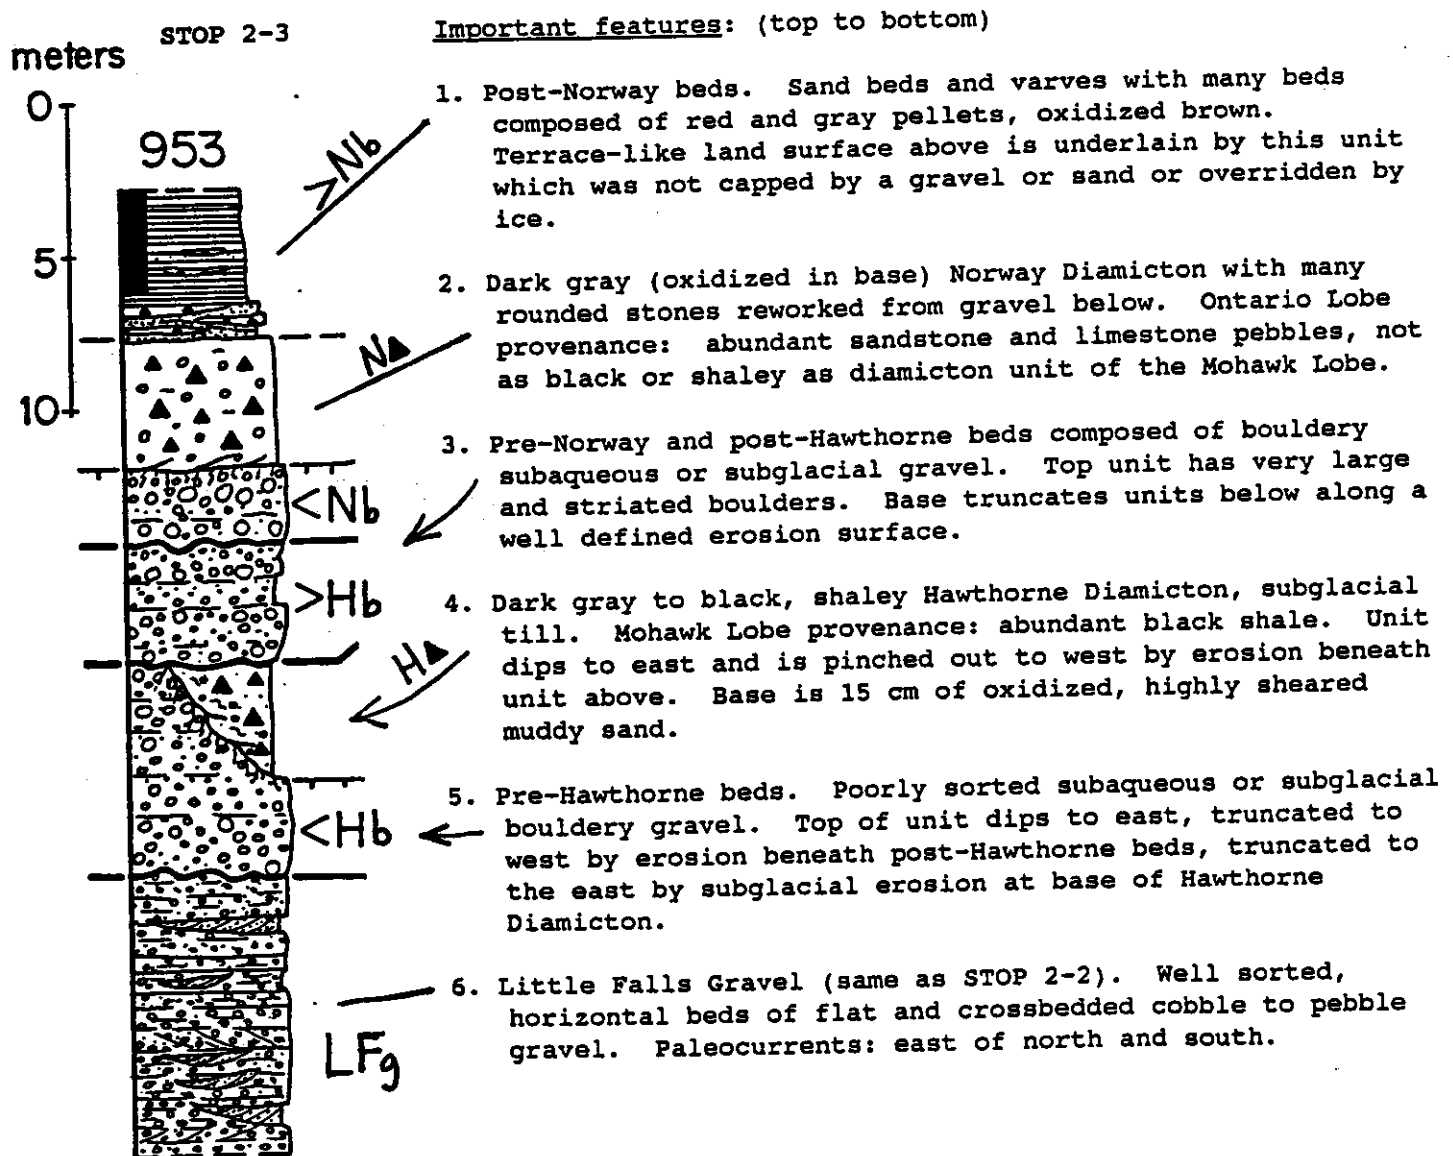 STOP 2-3
Important features: (top to bottom)
meters
0
953
5
10
>Nb
N▲
<Nb
>Hb
H▲
<Hb
LFg
1. Post-Norway beds. Sand beds and varves with many beds
composed of red and gray pellets, oxidized brown.
Terrace-like land surface above is underlain by this unit
which was not capped by a gravel or sand or overridden by
ice.
2. Dark gray (oxidized in base) Norway Diamicton with many
rounded stones reworked from gravel below. Ontario Lobe
provenance: abundant sandstone and limestone pebbles, not
as black or shaley as diamicton unit of the Mohawk Lobe.
3. Pre-Norway and post-Hawthorne beds composed of bouldery
subaqueous or subglacial gravel. Top unit has very large
and striated boulders. Base truncates units below along a
well defined erosion surface.
4. Dark gray to black, shaley Hawthorne Diamicton, subglacial
till. Mohawk Lobe provenance: abundant black shale. Unit
dips to east and is pinched out to west by erosion beneath
unit above. Base is 15 cm of oxidized, highly sheared
muddy sand.
5. Pre-Hawthorne beds. Poorly sorted subaqueous or subglacial
bouldery gravel. Top of unit dips to east, truncated to
west by erosion beneath post-Hawthorne beds, truncated to
the east by subglacial erosion at base of Hawthorne
Diamicton.
6. Little Falls Gravel (same as STOP 2-2). Well sorted,
horizontal beds of flat and crossbedded cobble to pebble
gravel. Paleocurrents: east of north and south.